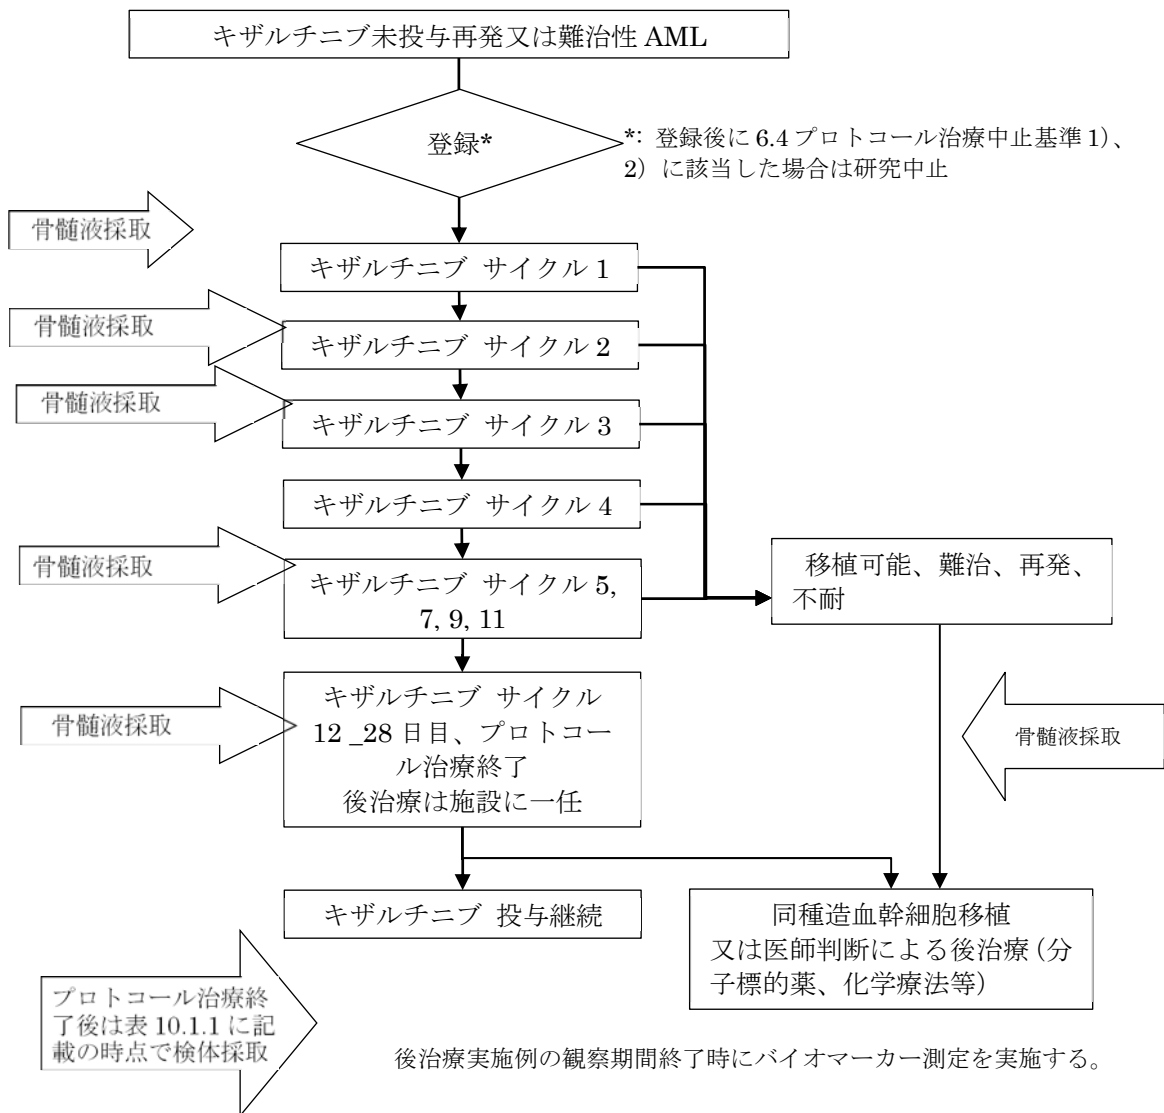 キザルチニブ未投与再発又は難治性 AML
登録*
*: 登録後に 6.4 プロトコール治療中止基準 1)、
2) に該当した場合は研究中止
骨髄液採取
キザルチニブ サイクル 1
骨髄液採取
キザルチニブ サイクル 2
骨髄液採取
キザルチニブ サイクル 3
キザルチニブ サイクル 4
骨髄液採取
キザルチニブ サイクル 5,
7, 9, 11
移植可能、難治、再発、
不耐
骨髄液採取
キザルチニブ サイクル
12 _28 日目、プロトコー
ル治療終了
後治療は施設に一任
骨髄液採取
キザルチニブ 投与継続
同種造血幹細胞移植
又は医師判断による後治療 (分
子標的薬、化学療法等)
プロトコール治療終
了後は表 10.1.1 に記
載の時点で検体採取
後治療実施例の観察期間終了時にバイオマーカー測定を実施する。